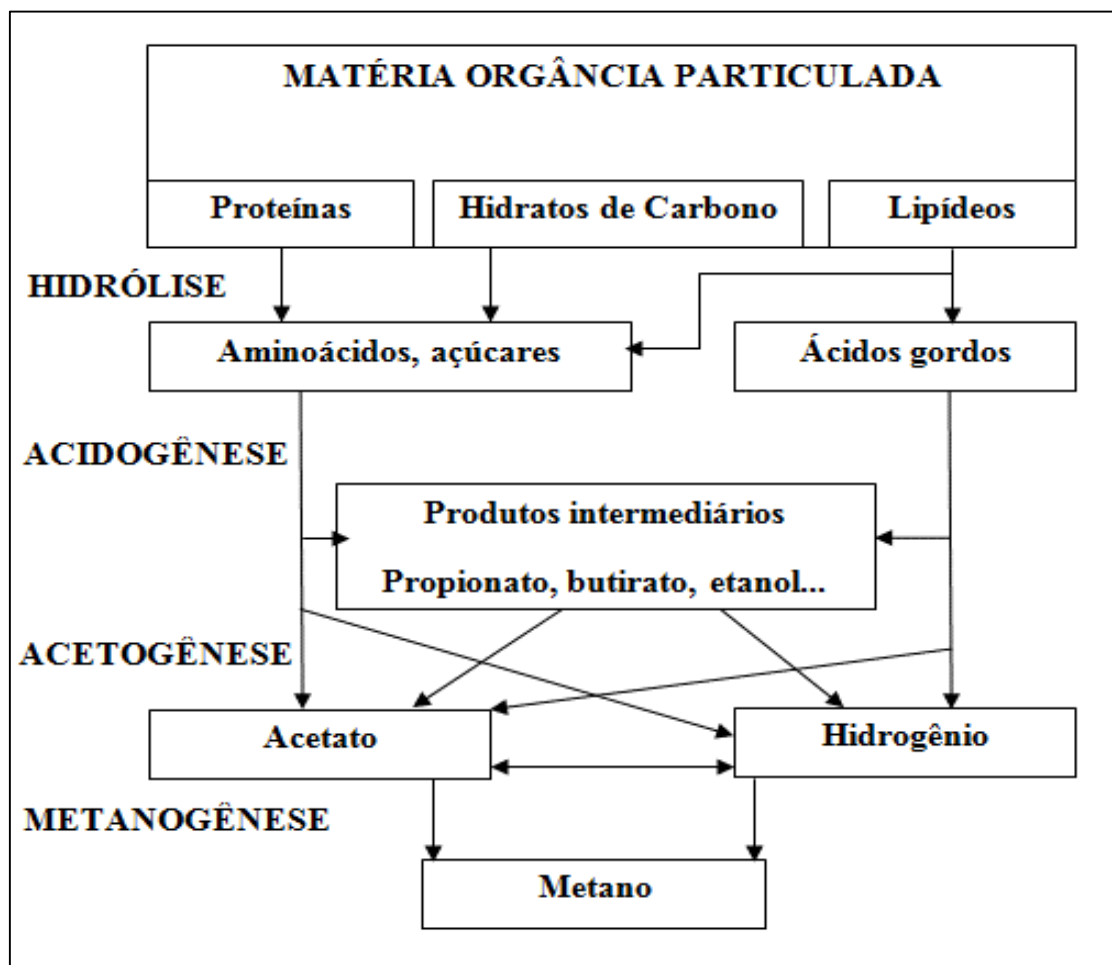 MATÉRIA ORGÂNCIA PARTICULADA
Proteínas
Hidratos de Carbono
Lipídeos
HIDRÓLISE
Aminoácidos, açúcares
Ácidos gordos
ACIDOGÊNESE
Produtos intermediários
Propionato, butirato, etanol...
ACETOGÊNESE
Acetato
Hidrogênio
METANOGÊNESE
Metano